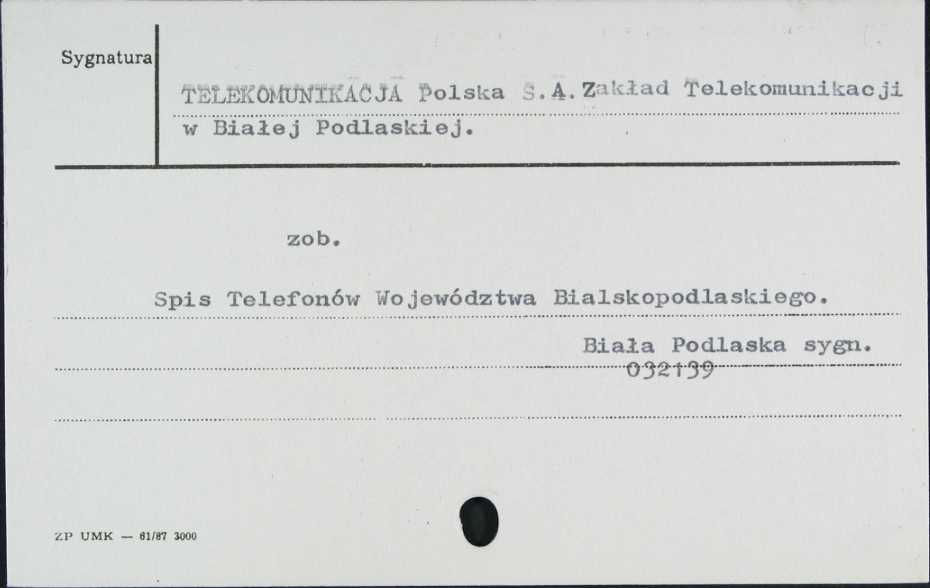 Sygnatura
TELEKOMUNIKACJA Polska S.A.Zakład Telekomunikacji
w Białej Podlaskiej.
zob.
Spis Telefonów Województwa Bialskopodlaskiego.
Biała Podlaska sygn.
032139
ZP UMK — 61/87 3000